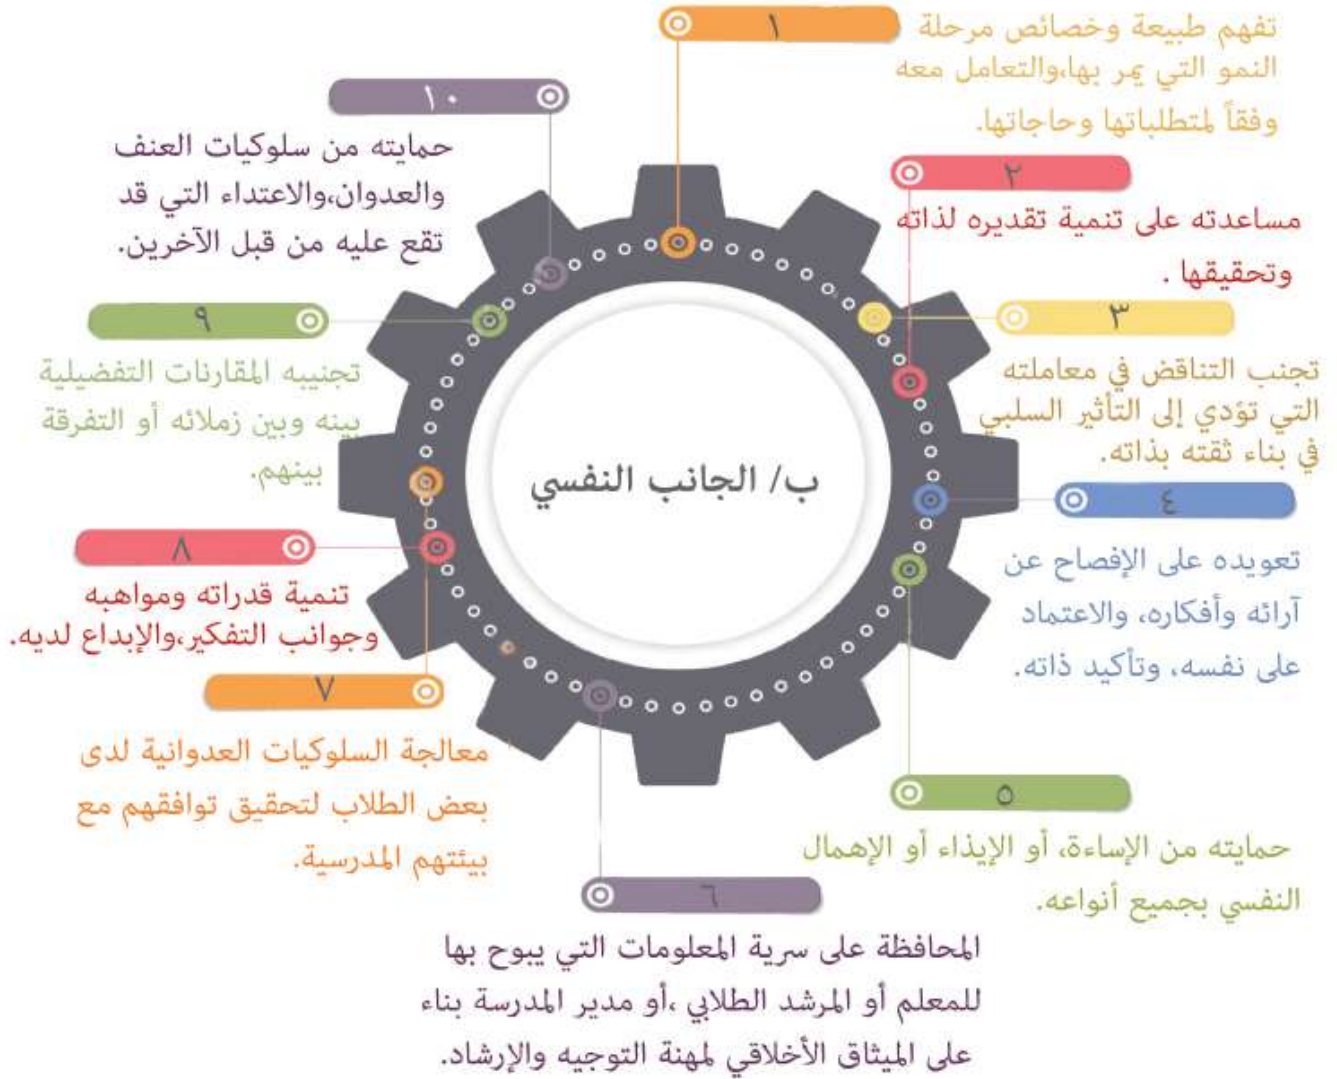 ب/ الجانب النفسي
١
تفهم طبيعة وخصائص مرحلة
النمو التي يمر بها،والتعامل معه
وفقاً لمتطلباتها وحاجاتها.
٢
مساعدته على تنمية تقديره لذاته
وتحقيقها .
٣
تجنب التناقض في معاملته
التي تؤدي إلى التأثير السلبي
في بناء ثقته بذاته.
٤
تعويده على الإفصاح عن
آرائه وأفكاره، والاعتماد
على نفسه، وتأكيد ذاته.
٥
حمايته من الإساءة، أو الإيذاء أو الإهمال
النفسي بجميع أنواعه.
٦
المحافظة على سرية المعلومات التي يبوح بها
للمعلم أو المرشد الطلابي ،أو مدير المدرسة بناء
على الميثاق الأخلاقي لمهنة التوجيه والإرشاد.
٧
معالجة السلوكيات العدوانية لدى
بعض الطلاب لتحقيق توافقهم مع
بيئتهم المدرسية.
٨
تنمية قدراته ومواهبه
وجوانب التفكير،والإبداع لديه.
٩
تجنيبه المقارنات التفضيلية
بينه وبين زملائه أو التفرقة
بينهم.
١٠
حمايته من سلوكيات العنف
والعدوان،والاعتداء التي قد
تقع عليه من قبل الآخرين.